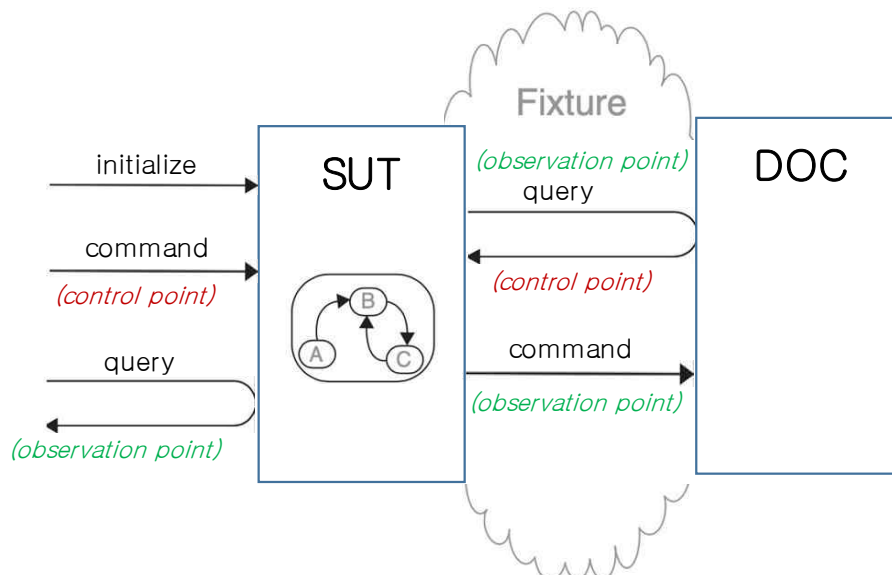 Fixture
initialize
SUT
(observation point)
DOC
query
command
(control point)
(control point)
B
A
C
query
command
(observation point)
(observation point)